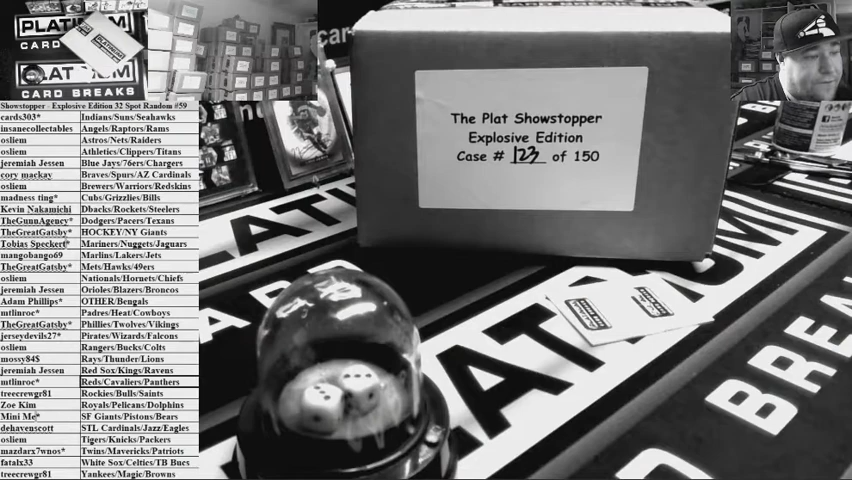 PLATINUM
CARD BREAKS
Showstopper - Explosive Edition 32 Spot Random #59
cards303* Indians/Suns/Seahawks
insanecollectables Angels/Raptors/Rams
osliem Astros/Nets/Raiders
osliem Athletics/Clippers/Titans
jeremiah Jessen Blue Jays/76ers/Chargers
cory mackay Braves/Spurs/AZ Cardinals
osliem Brewers/Warriors/Redskins
madness ting* Cubs/Grizzlies/Bills
Kevin Nakamichi Dbacks/Rockets/Steelers
TheGunnAgency* Dodgers/Pacers/Texans
TheGreatGatsby* HOCKEY/NY Giants
Tobias Speckert* Mariners/Nuggets/Jaguars
mangobango69 Marlins/Lakers/Jets
TheGreatGatsby* Mets/Hawks/49ers
osliem Nationals/Hornets/Chiefs
jeremiah Jessen Orioles/Blazers/Broncos
Adam Phillips* OTHER/Bengals
mtlinroc* Padres/Heat/Cowboys
TheGreatGatsby* Phillies/Twolves/Vikings
jerseydevils27* Pirates/Wizards/Falcons
osliem Rangers/Bucks/Colts
mossy84$ Rays/Thunder/Lions
jeremiah Jessen Red Sox/Kings/Ravens
mtlinroc* Reds/Cavaliers/Panthers
treecrewgr81 Rockies/Bulls/Saints
Zoe Kim Royals/Pelicans/Dolphins
Mini Me* SF Giants/Pistons/Bears
dehavenscott STL Cardinals/Jazz/Eagles
osliem Tigers/Knicks/Packers
mazdarx7wnos* Twins/Mavericks/Patriots
fatalx33 White Sox/Celtics/TB Bucs
treecrewgr81 Yankees/Magic/Browns
The Plat Showstopper
Explosive Edition
Case # 123 of 150
PLATINUM
CARD BREA